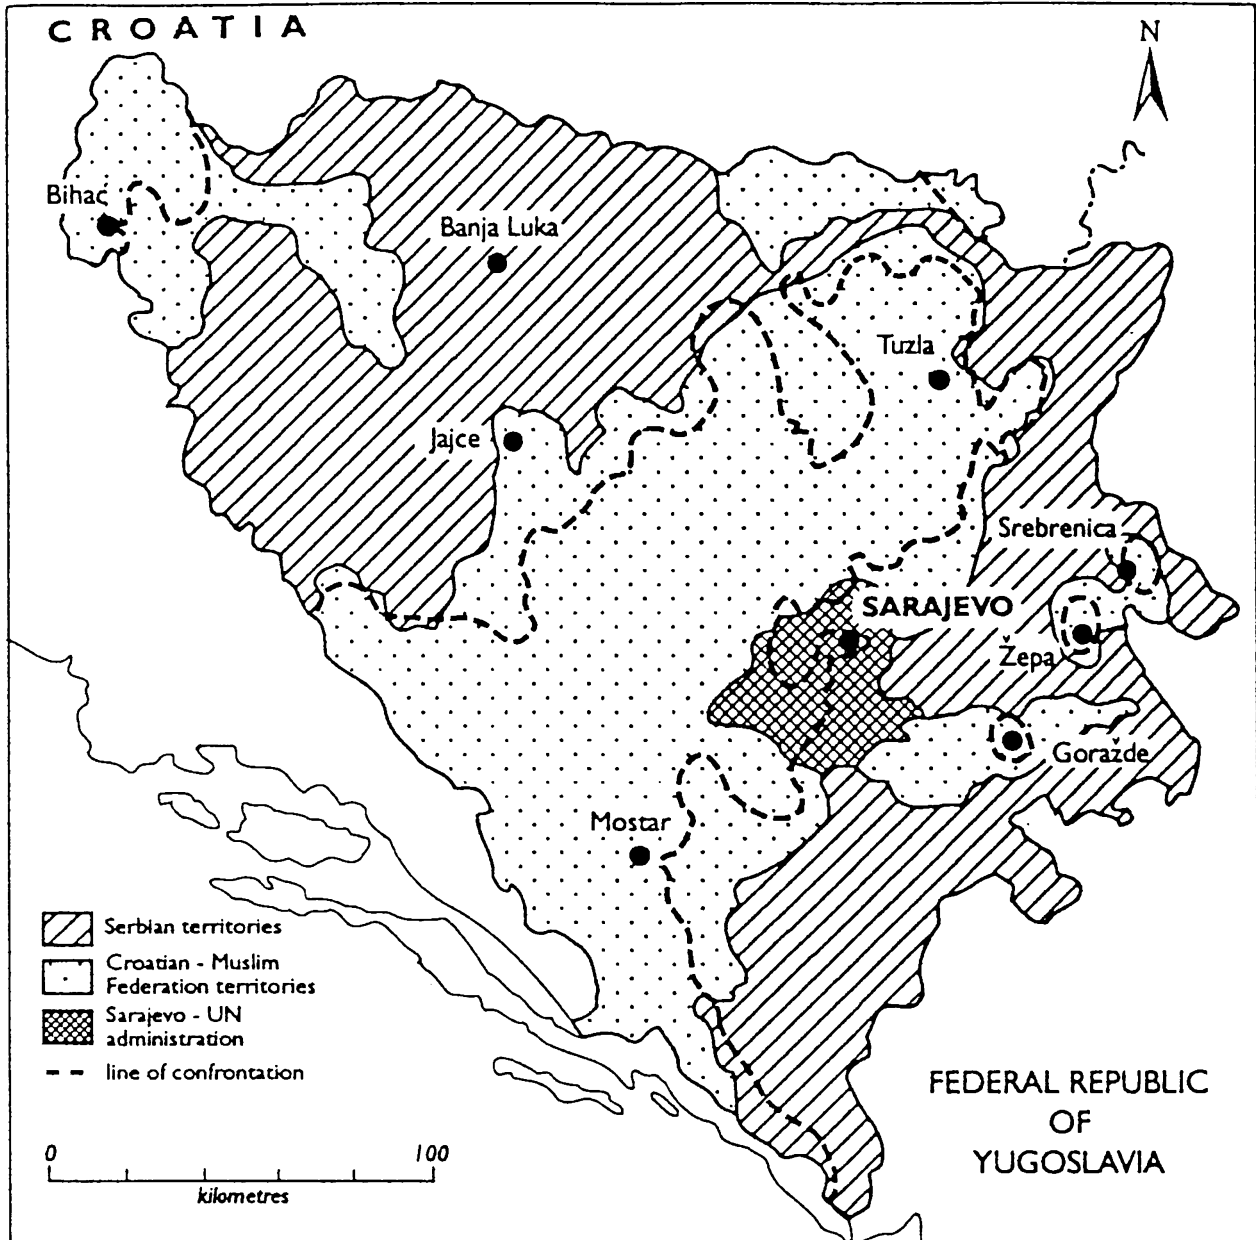 CROATIA
N
Bihać
Banja Luka
Tuzla
Jajce
Srebrenica
SARAJEVO
Žepa
Goražde
Mostar
Serbian territories
Croatian - Muslim
Federation territories
Sarajevo - UN
administration
line of confrontation
0 100
kilometres
FEDERAL REPUBLIC
OF
YUGOSLAVIA